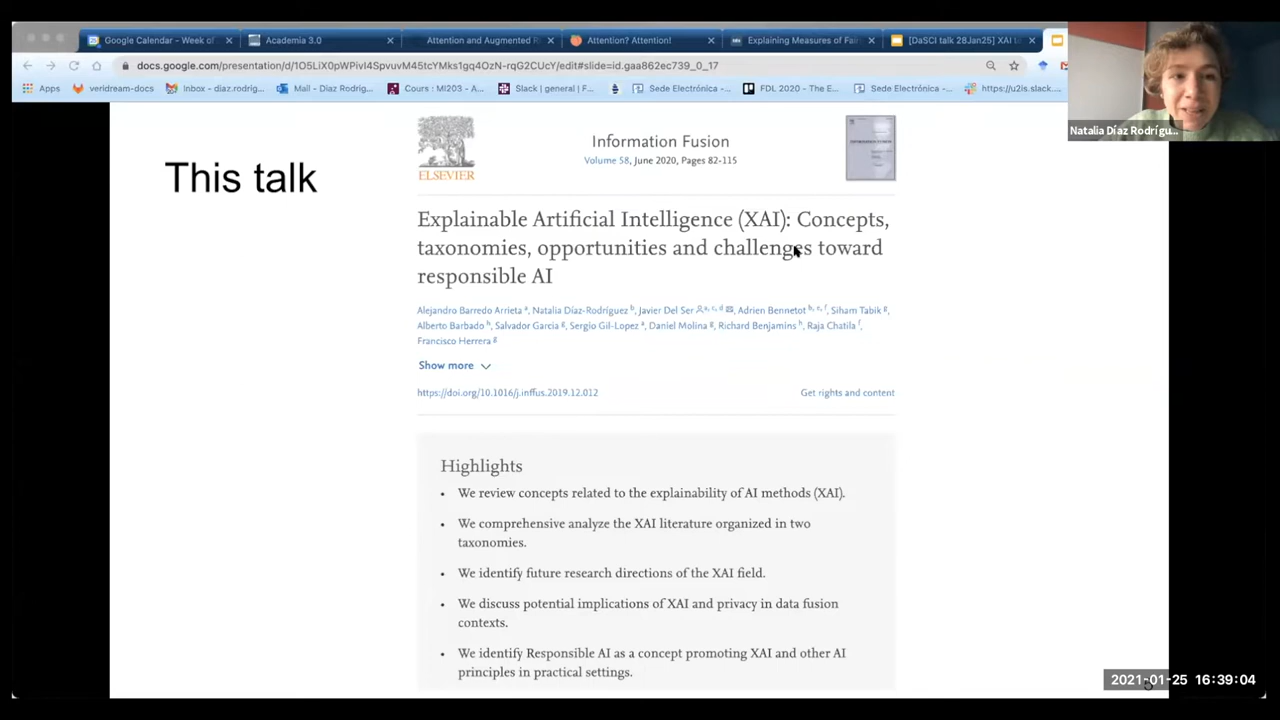 Google Calendar - Week of
Academia 3.0
Attention and Augmented R
Attention? Attention!
Explaining Measures of Fair
[DaSCI talk 28Jan25] XAI t
docs.google.com/presentation/d/1O5LiX0pWPivI4SpvuvM45tcYMks1gq4OzN-rqG2CUcY/edit#slide=id.gaa862ec739_0_17
Apps
veridream-docs
Inbox - diaz.rodrig...
Mail - Diaz Rodrig...
Cours : MI203 - A...
Slack | general | F...
Sede Electrónica -...
FDL 2020 - The E...
Sede Electrónica -...
https://u2is.slack....
Natalia Díaz Rodrígu...
This talk
ELSEVIER
Information Fusion
Volume 58, June 2020, Pages 82-115
Explainable Artificial Intelligence (XAI): Concepts,
taxonomies, opportunities and challenges toward
responsible AI
Alejandro Barredo Arrieta a, Natalia Díaz-Rodríguez b, Javier Del Ser a, c, d, Adrien Bennetot b, e, f, Siham Tabik g,
Alberto Barbado h, Salvador Garcia g, Sergio Gil-Lopez a, Daniel Molina g, Richard Benjamins h, Raja Chatila f,
Francisco Herrera g
Show more
https://doi.org/10.1016/j.inffus.2019.12.012
Get rights and content
Highlights
• We review concepts related to the explainability of AI methods (XAI).
• We comprehensive analyze the XAI literature organized in two
taxonomies.
• We identify future research directions of the XAI field.
• We discuss potential implications of XAI and privacy in data fusion
contexts.
• We identify Responsible AI as a concept promoting XAI and other AI
principles in practical settings.
2021-01-25 16:39:04